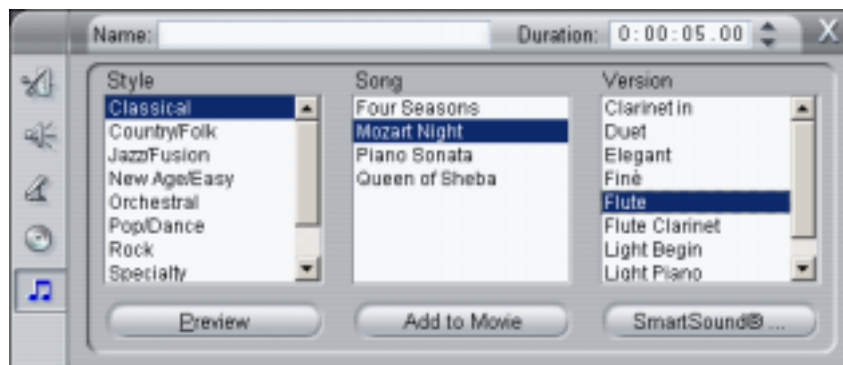 Name: Duration: 0:00:05.00 X
Style
Classical
Country/Folk
Jazz/Fusion
New Age/Easy
Orchestral
Pop/Dance
Rock
Specialty
Preview
Song
Four Seasons
Mozart Night
Piano Sonata
Queen of Sheba
Add to Movie
Version
Clarinet in
Duet
Elegant
Finè
Flute
Flute Clarinet
Light Begin
Light Piano
SmartSound® ...